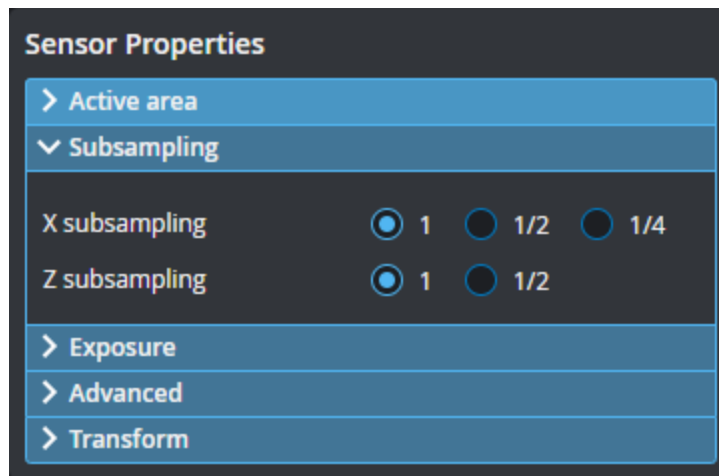 Sensor Properties
Active area
Subsampling
X subsampling 1 1/2 1/4
Z subsampling 1 1/2
Exposure
Advanced
Transform